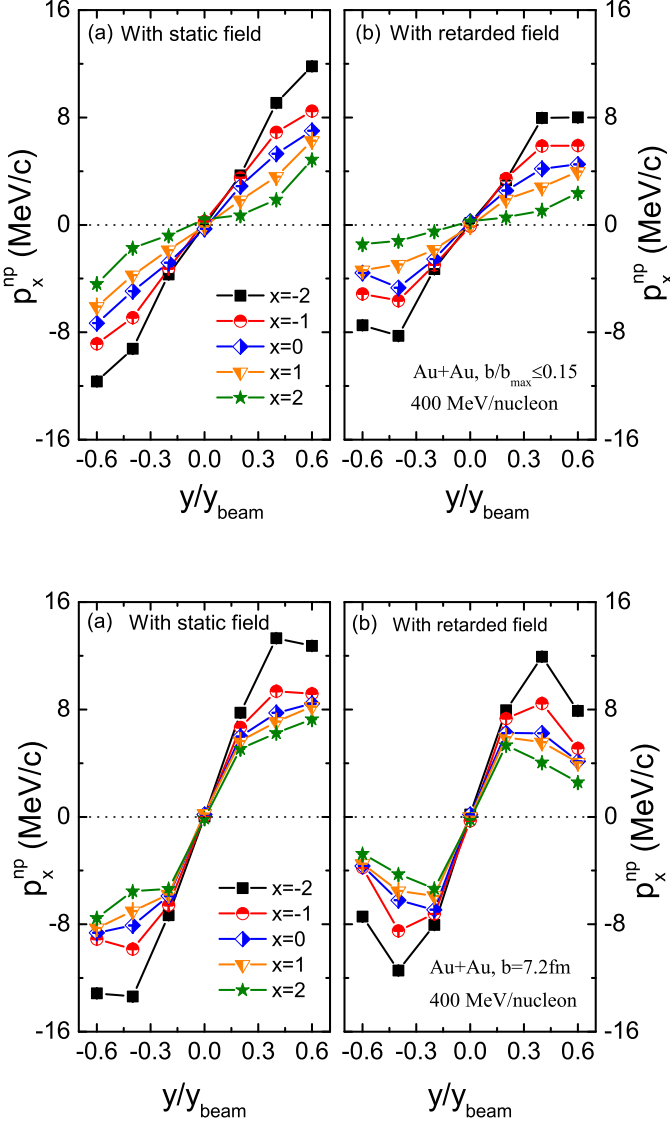 (a) With static field
(b) With retarded field
16
8
0
-8
-16
p_x^np (MeV/c)
x=-2
x=-1
x=0
x=1
x=2
-0.6 -0.3 0.0 0.3 0.6
y/y_beam
Au+Au, b/b_max≤0.15
400 MeV/nucleon
-0.6 -0.3 0.0 0.3 0.6
y/y_beam
16
8
0
-8
-16
p_x^np (MeV/c)
(a) With static field
(b) With retarded field
16
8
0
-8
-16
p_x^np (MeV/c)
x=-2
x=-1
x=0
x=1
x=2
-0.6 -0.3 0.0 0.3 0.6
y/y_beam
Au+Au, b=7.2fm
400 MeV/nucleon
-0.6 -0.3 0.0 0.3 0.6
y/y_beam
16
8
0
-8
-16
p_x^np (MeV/c)